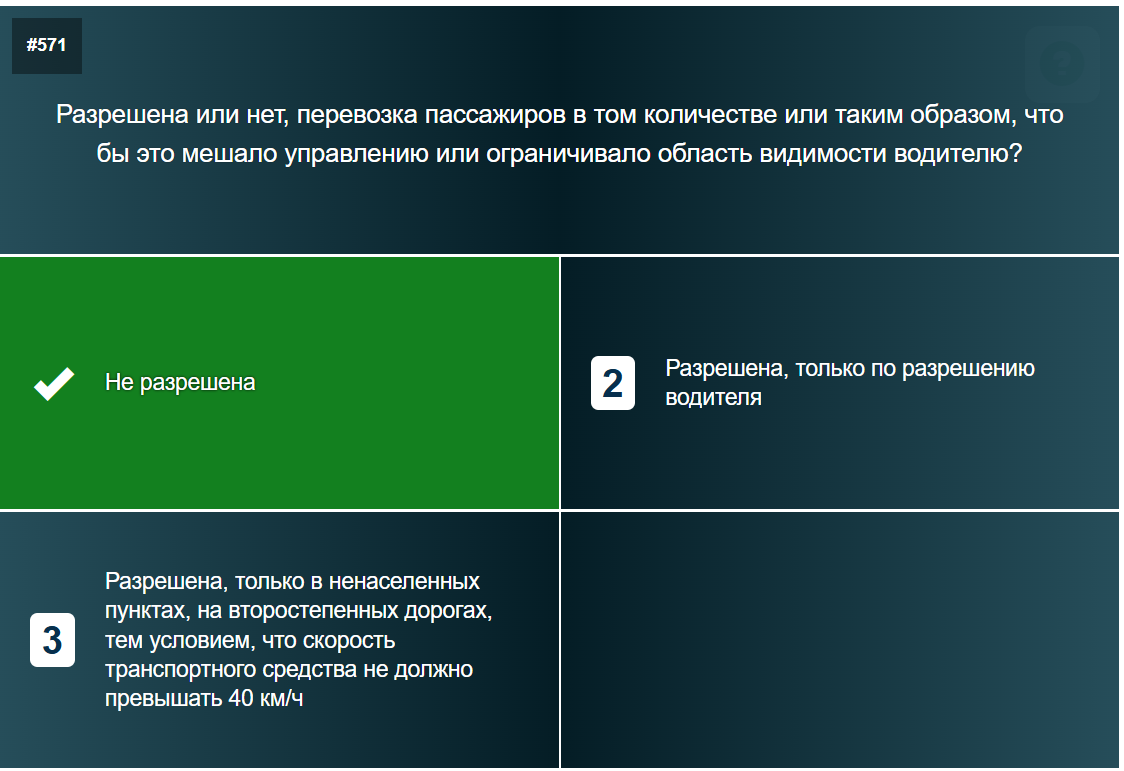 #571
Разрешена или нет, перевозка пассажиров в том количестве или таким образом, что
бы это мешало управлению или ограничивало область видимости водителю?
Не разрешена
2
Разрешена, только по разрешению
водителя
3
Разрешена, только в ненаселенных
пунктах, на второстепенных дорогах,
тем условием, что скорость
транспортного средства не должно
превышать 40 км/ч